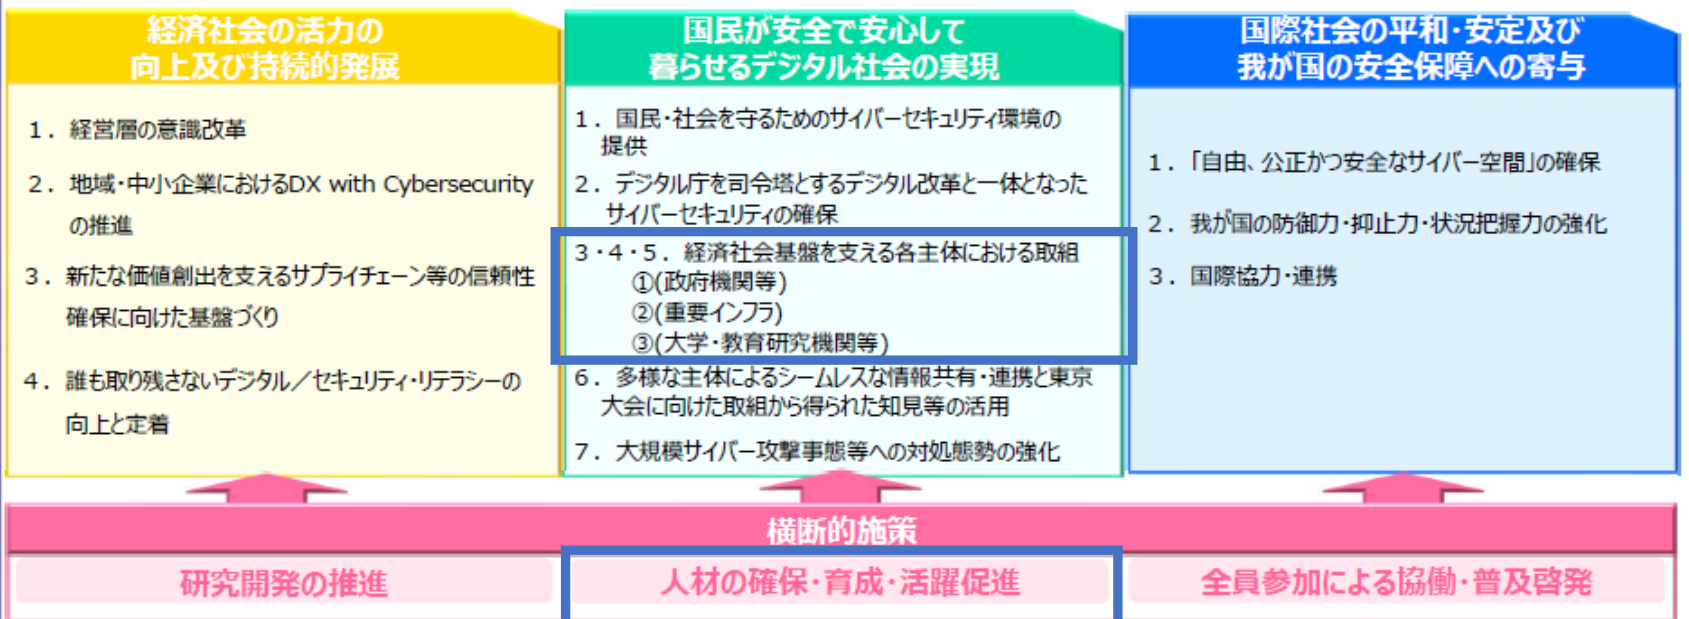 経済社会の活力の
向上及び持続的発展
1．経営層の意識改革
2．地域・中小企業におけるDX with Cybersecurity
の推進
3．新たな価値創出を支えるサプライチェーン等の信頼性
確保に向けた基盤づくり
4．誰も取り残さないデジタル／セキュリティ・リテラシーの
向上と定着
国民が安全で安心して
暮らせるデジタル社会の実現
1．国民・社会を守るためのサイバーセキュリティ環境の
提供
2．デジタル庁を司令塔とするデジタル改革と一体となった
サイバーセキュリティの確保
3・4・5．経済社会基盤を支える各主体における取組
①(政府機関等)
②(重要インフラ)
③(大学・教育研究機関等)
6．多様な主体によるシームレスな情報共有・連携と東京
大会に向けた取組から得られた知見等の活用
7．大規模サイバー攻撃事態等への対処態勢の強化
国際社会の平和・安定及び
我が国の安全保障への寄与
1．「自由、公正かつ安全なサイバー空間」の確保
2．我が国の防御力・抑止力・状況把握力の強化
3．国際協力・連携
横断的施策
研究開発の推進
人材の確保・育成・活躍促進
全員参加による協働・普及啓発